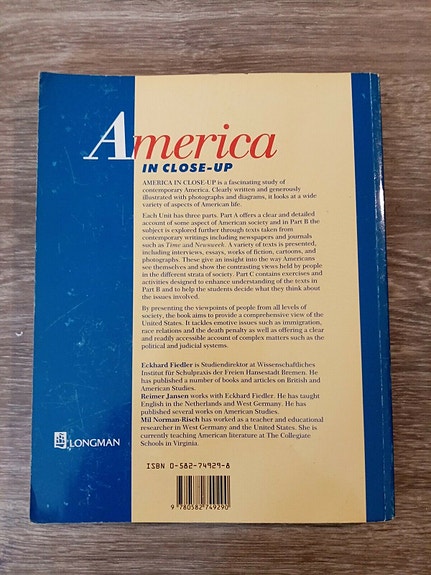 America
IN CLOSE-UP
AMERICA IN CLOSE-UP is a fascinating study of
contemporary America. Clearly written and generously
illustrated with photographs and diagrams, it looks at a wide
variety of aspects of American life.
Each Unit has three parts. Part A offers a clear and detailed
account of some aspect of American society and in Part B the
subject is explored further through texts taken from
contemporary writings including newspapers and journals
such as Time and Newsweek. A variety of texts is presented,
including interviews, essays, works of fiction, cartoons, and
photographs. These give an insight into the way Americans
see themselves and show the contrasting views held by people
in the different strata of society. Part C contains exercises and
activities designed to enhance understanding of the texts in
Part B and to help the students decide what they think about
the issues involved.
By presenting the viewpoints of people from all levels of
society, the book aims to provide a comprehensive view of the
United States. It tackles emotive issues such as immigration,
race relations and the death penalty as well as offering a clear
and readily accessible account of complex matters such as the
political and judicial systems.
Eckhard Fiedler is Studiendirektor at Wissenschaftliches
Institut für Schulpraxis der Freien Hansestadt Bremen. He
has published a number of books and articles on British and
American Studies.
Reimer Jansen works with Eckhard Fiedler. He has taught
English in the Netherlands and West Germany. He has
published several works on American Studies.
Mil Norman-Risch has worked as a teacher and educational
researcher in West Germany and the United States. She is
currently teaching American literature at The Collegiate
Schools in Virginia.
LONGMAN
ISBN 0-582-74929-8
9 780582 749290